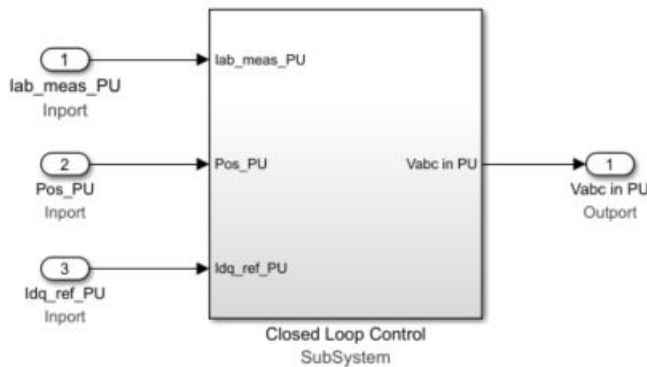 1
Iab_meas_PU
Inport
Iab_meas_PU
2
Pos_PU
Inport
Pos_PU
Vabc in PU
1
Vabc in PU
Outport
3
Idq_ref_PU
Inport
Idq_ref_PU
Closed Loop Control
SubSystem